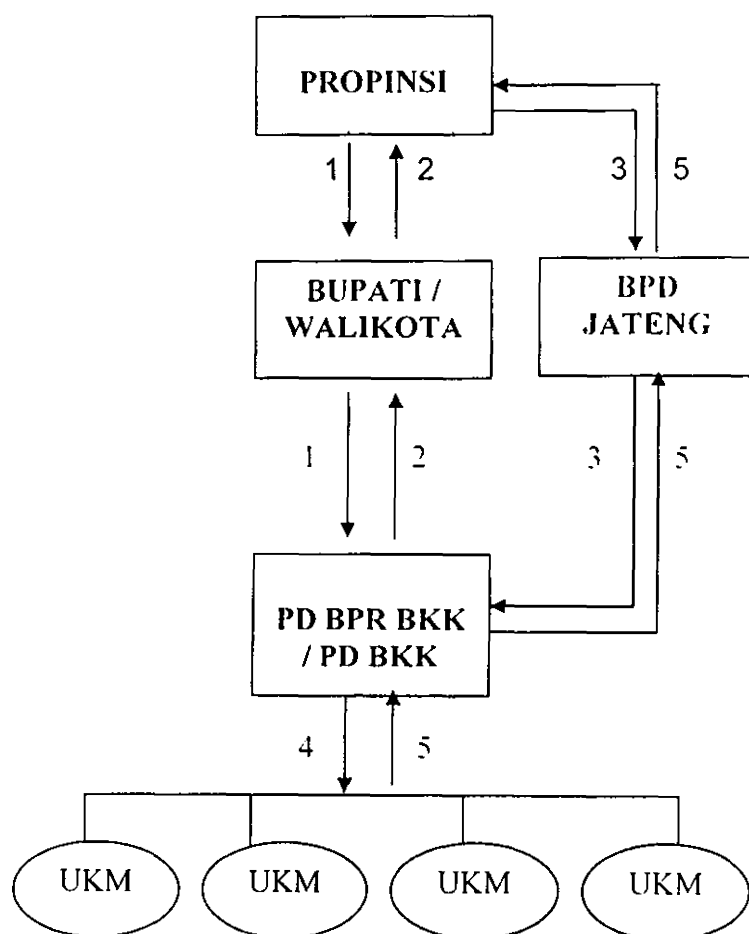 PROPINSI
1 2 3 5
BUPATI /
WALIKOTA
BPD
JATENG
1 2 3 5
PD BPR BKK
/ PD BKK
4 5
UKM UKM UKM UKM